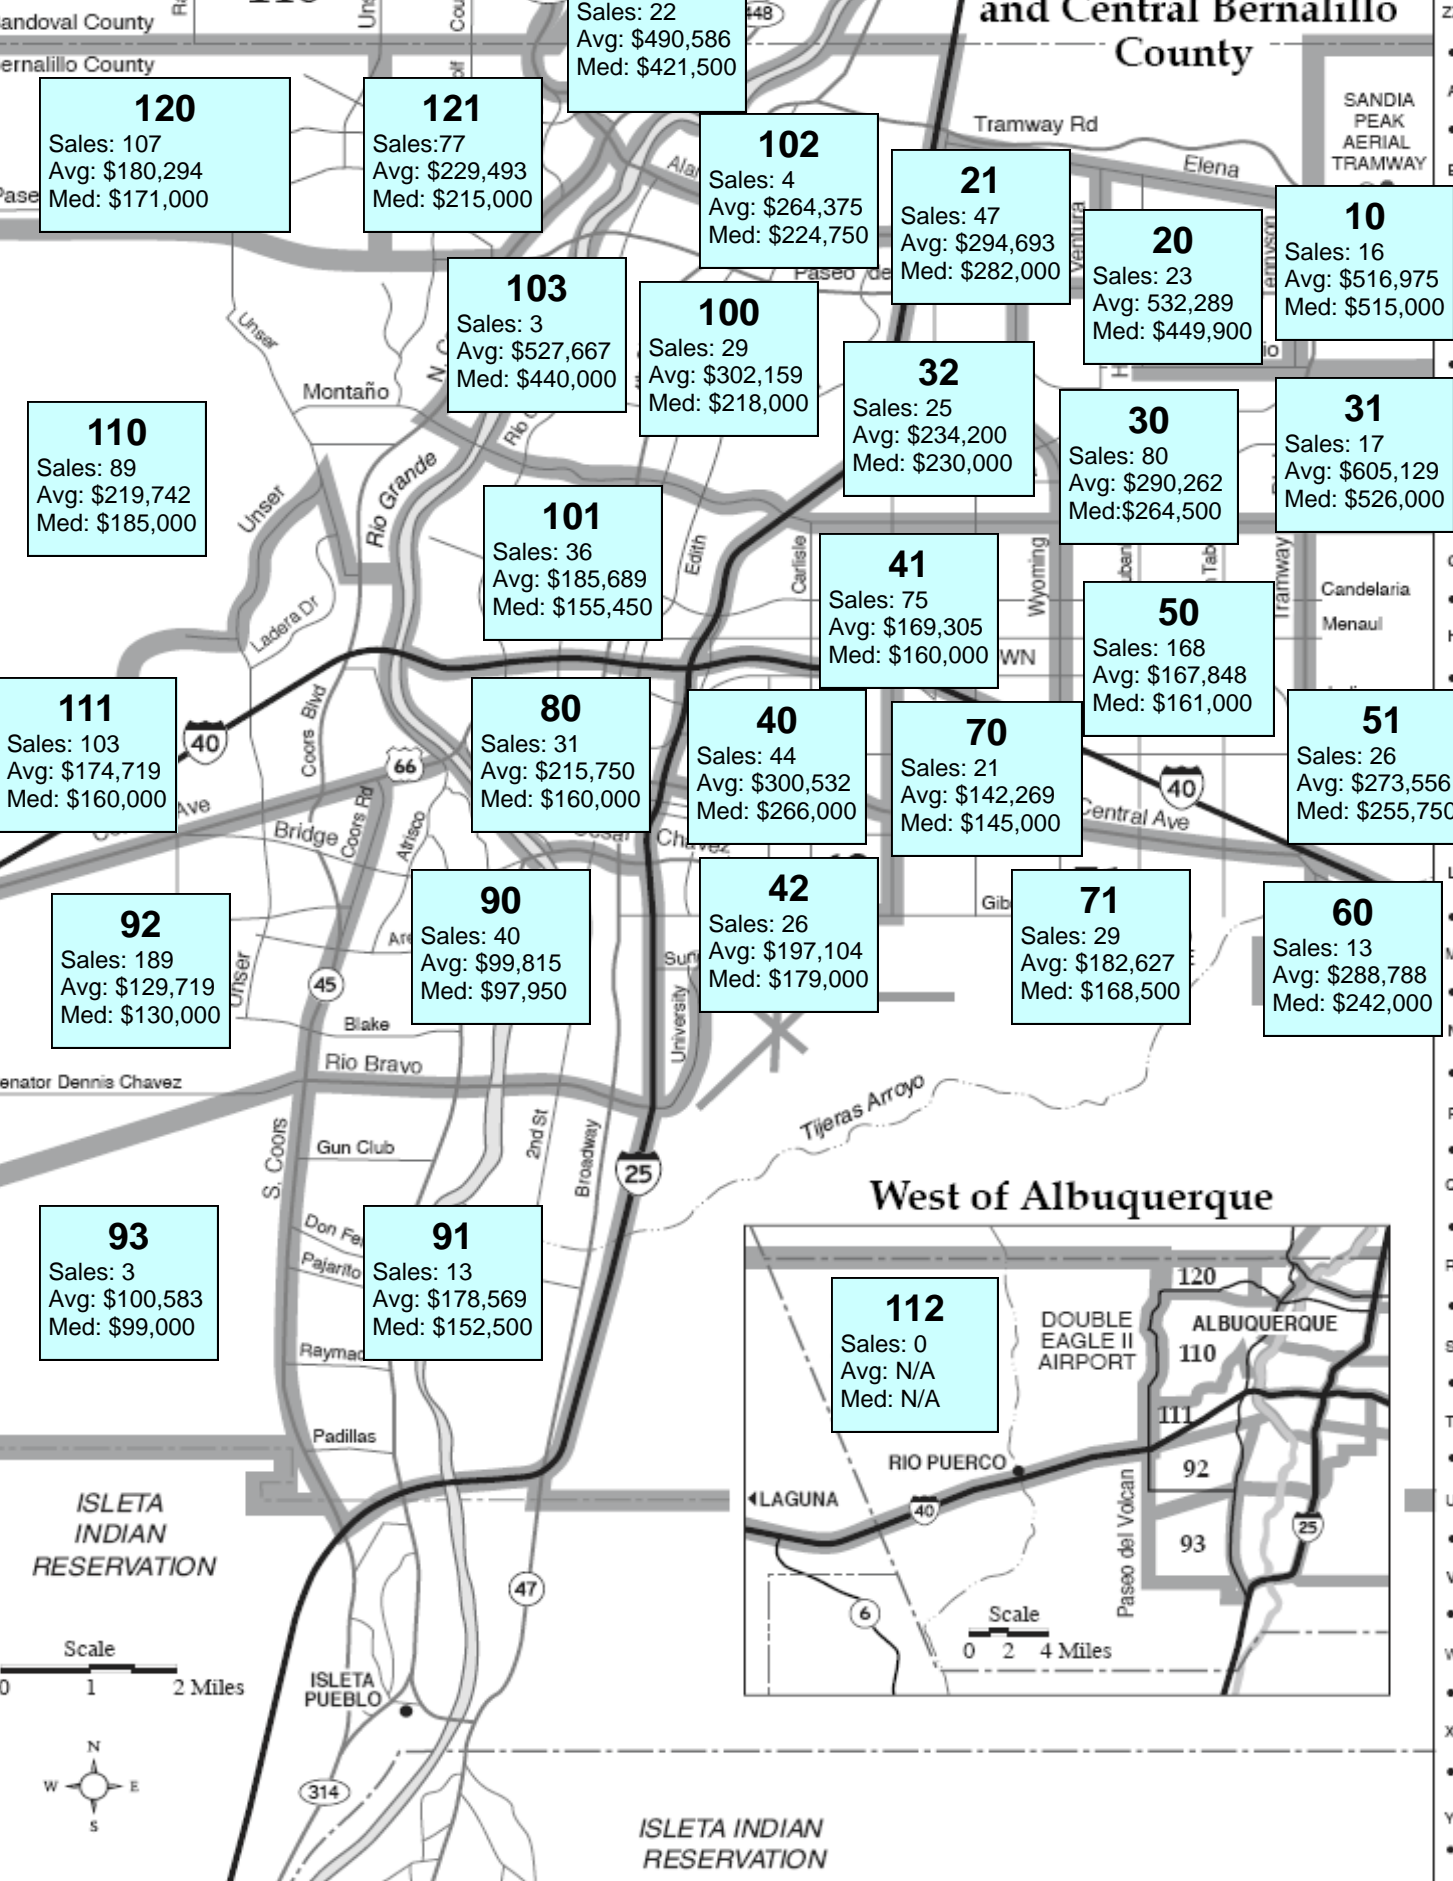 Sales: 22
Avg: $490,586
Med: $421,500
448
and Central Bernalillo
County
andoval County
ernalillo County
120
Sales: 107
Avg: $180,294
Med: $171,000
121
Sales:77
Avg: $229,493
Med: $215,000
102
Sales: 4
Avg: $264,375
Med: $224,750
Tramway Rd
Elena
SANDIA
PEAK
AERIAL
TRAMWAY
21
Sales: 47
Avg: $294,693
Med: $282,000
20
Sales: 23
Avg: 532,289
Med: $449,900
10
Sales: 16
Avg: $516,975
Med: $515,000
Paseo de
103
Sales: 3
Avg: $527,667
Med: $440,000
100
Sales: 29
Avg: $302,159
Med: $218,000
32
Sales: 25
Avg: $234,200
Med: $230,000
30
Sales: 80
Avg: $290,262
Med:$264,500
31
Sales: 17
Avg: $605,129
Med: $526,000
Unser
Montaño
110
Sales: 89
Avg: $219,742
Med: $185,000
Unser
Rio Grande
101
Sales: 36
Avg: $185,689
Med: $155,450
Edith
Carlisle
41
Sales: 75
Avg: $169,305
Med: $160,000
Wyoming
Tramway
Candelaria
Menaul
50
Sales: 168
Avg: $167,848
Med: $161,000
WN
Ladera Dr
111
Sales: 103
Avg: $174,719
Med: $160,000
40
Coors Blvd
66
80
Sales: 31
Avg: $215,750
Med: $160,000
40
Sales: 44
Avg: $300,532
Med: $266,000
70
Sales: 21
Avg: $142,269
Med: $145,000
40
Central Ave
51
Sales: 26
Avg: $273,556
Med: $255,750
Ave
Bridge
Coors Rd
Atrisco
Chavez
92
Sales: 189
Avg: $129,719
Med: $130,000
Unser
45
90
Sales: 40
Avg: $99,815
Med: $97,950
42
Sales: 26
Avg: $197,104
Med: $179,000
Gib
71
Sales: 29
Avg: $182,627
Med: $168,500
60
Sales: 13
Avg: $288,788
Med: $242,000
University
Blake
Rio Bravo
enator Dennis Chavez
Tijeras Arroyo
S. Coors
Gun Club
2nd St
Broadway
25
93
Sales: 3
Avg: $100,583
Med: $99,000
Don Fe
Pajarito
91
Sales: 13
Avg: $178,569
Med: $152,500
Raymac
Padillas
West of Albuquerque
112
Sales: 0
Avg: N/A
Med: N/A
DOUBLE
EAGLE II
AIRPORT
120
ALBUQUERQUE
110
111
RIO PUERCO
92
LAGUNA
40
Paseo del Volcan
25
93
6
Scale
0 2 4 Miles
ISLETA
INDIAN
RESERVATION
47
Scale
0 1 2 Miles
ISLETA
PUEBLO
N
W E
S
314
ISLETA INDIAN
RESERVATION